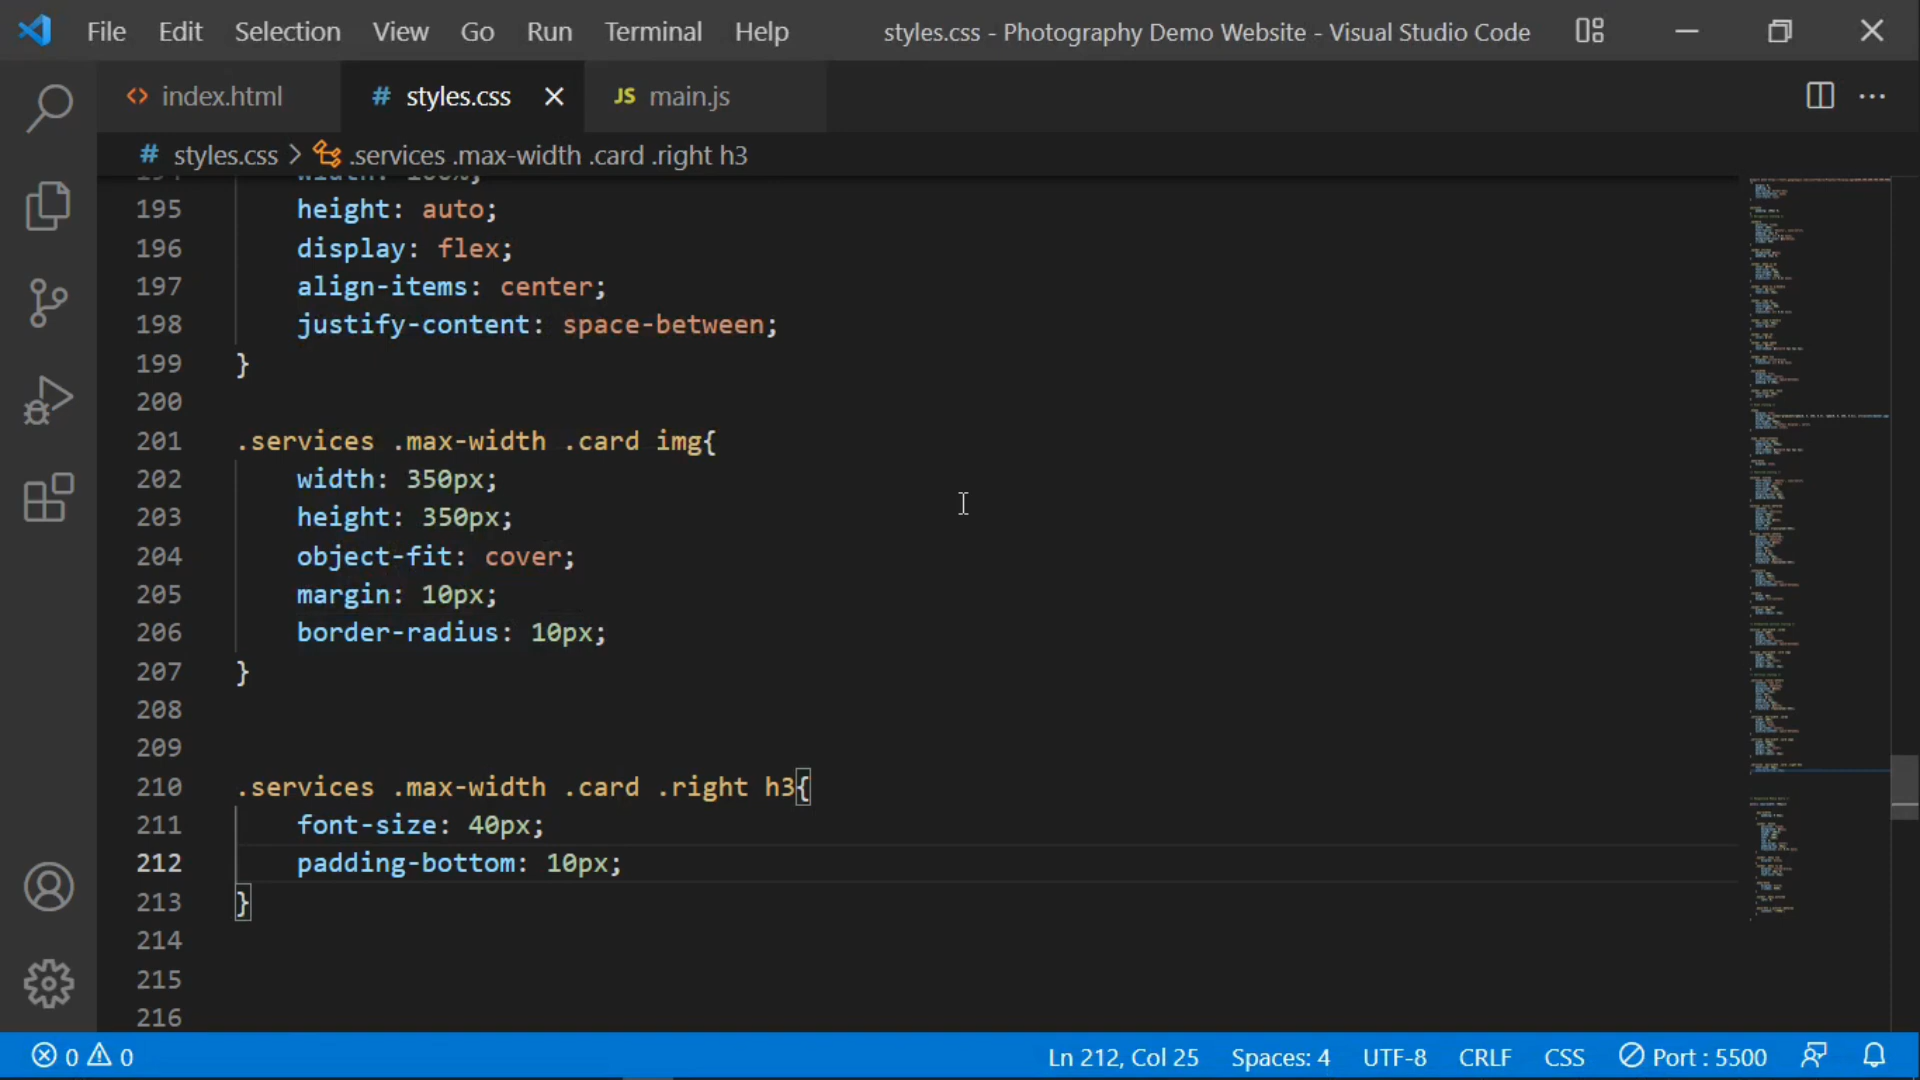 File Edit Selection View Go Run Terminal Help styles.css - Photography Demo Website - Visual Studio Code
<> index.html # styles.css JS main.js
# styles.css > .services .max-width .card .right h3
194 width: 100%;
195 height: auto;
196 display: flex;
197 align-items: center;
198 justify-content: space-between;
199 }
200
201 .services .max-width .card img{
202 width: 350px;
203 height: 350px;
204 object-fit: cover;
205 margin: 10px;
206 border-radius: 10px;
207 }
208
209
210 .services .max-width .card .right h3{
211 font-size: 40px;
212 padding-bottom: 10px;
213 }
214
215
216
0 0 Ln 212, Col 25 Spaces: 4 UTF-8 CRLF CSS Port : 5500